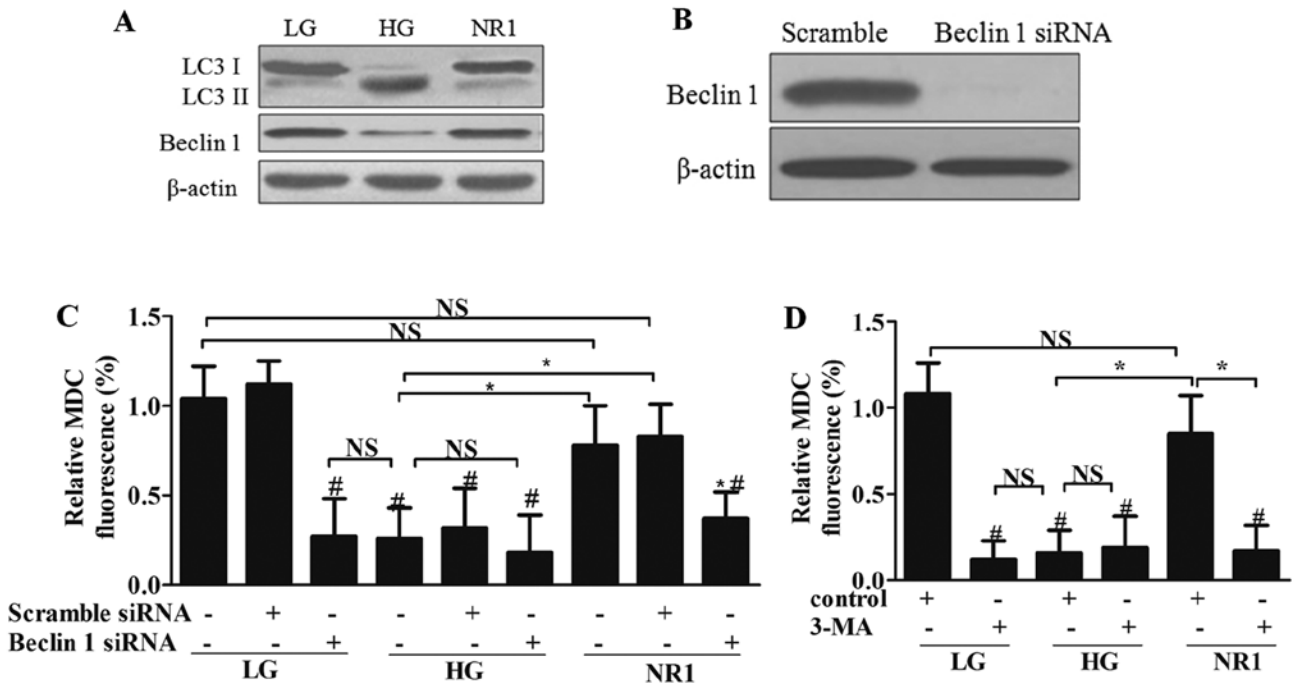 A
LG HG NR1
LC3 I
LC3 II
Beclin 1
β-actin
B
Scramble Beclin 1 siRNA
Beclin 1
β-actin
C
Relative MDC
fluorescence (%)
1.5
1.0
0.5
0.0
NS
NS
*
*
NS NS
# # # # *#
Scramble siRNA - + - - + - - + -
Beclin 1 siRNA - - + - - + - - +
LG HG NR1
D
Relative MDC
fluorescence (%)
1.5
1.0
0.5
0.0
NS
* *
NS NS
# # # #
control + - + - + -
3-MA - + - + - +
LG HG NR1